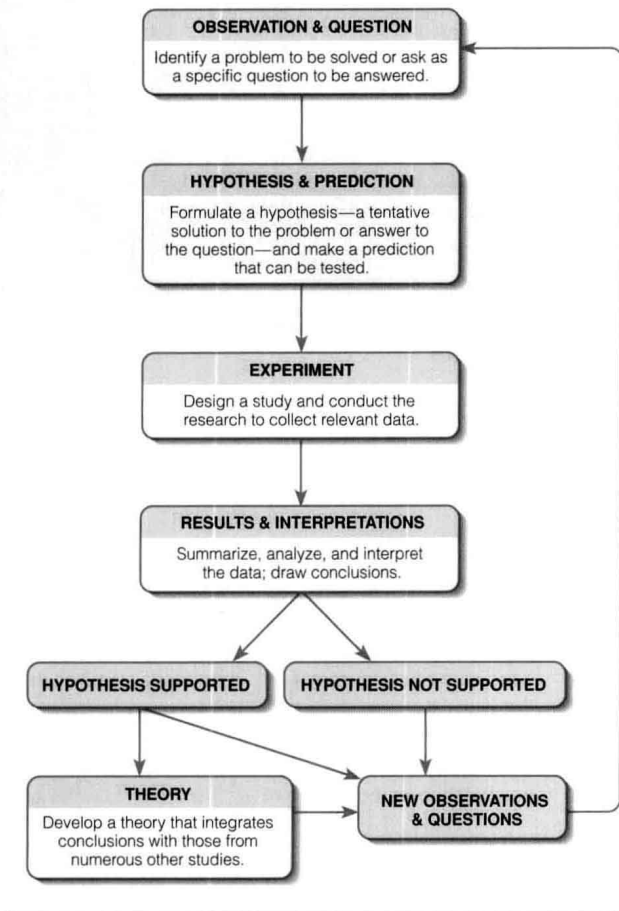 OBSERVATION & QUESTION
Identify a problem to be solved or ask as
a specific question to be answered.
HYPOTHESIS & PREDICTION
Formulate a hypothesis—a tentative
solution to the problem or answer to
the question—and make a prediction
that can be tested.
EXPERIMENT
Design a study and conduct the
research to collect relevant data.
RESULTS & INTERPRETATIONS
Summarize, analyze, and interpret
the data; draw conclusions.
HYPOTHESIS SUPPORTED
HYPOTHESIS NOT SUPPORTED
THEORY
Develop a theory that integrates
conclusions with those from
numerous other studies.
NEW OBSERVATIONS
& QUESTIONS